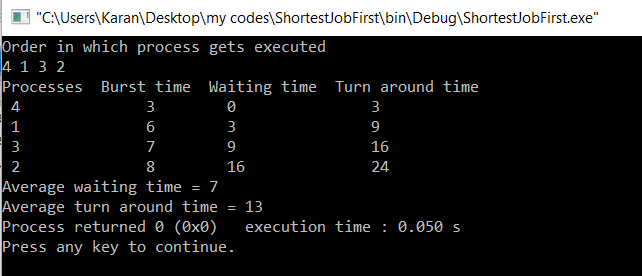 "C:\Users\Karan\Desktop\my codes\ShortestJobFirst\bin\Debug\ShortestJobFirst.exe"
Order in which process gets executed
4 1 3 2
Processes  Burst time  Waiting time  Turn around time
4 3 0 3
1 6 3 9
3 7 9 16
2 8 16 24
Average waiting time = 7
Average turn around time = 13
Process returned 0 (0x0)   execution time : 0.050 s
Press any key to continue.